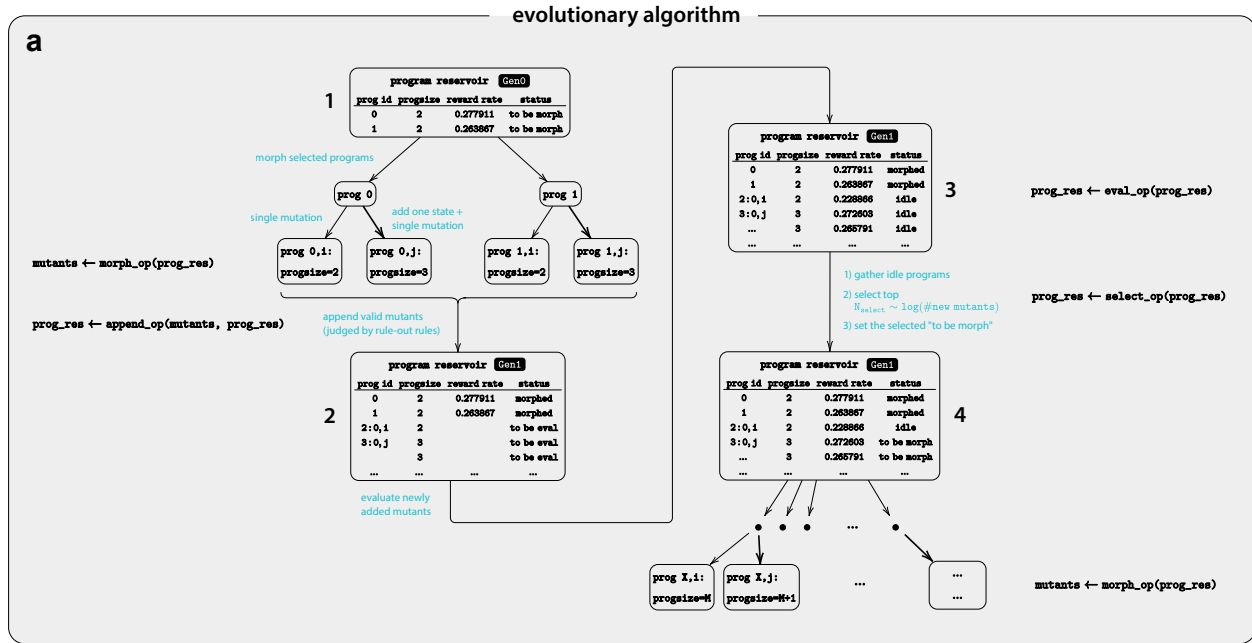 evolutionary algorithm
a
1
program reservoir Gen0
prog id progsize reward rate status
0 2 0.277911 to be morph
1 2 0.263867 to be morph
morph selected programs
prog 0
prog 1
single mutation
add one state +
single mutation
prog 0,i:
progsize=2
prog 0,j:
progsize=3
prog 1,i:
progsize=2
prog 1,j:
progsize=3
mutants ← morph_op(prog_res)
prog_res ← append_op(mutants, prog_res)
append valid mutants
(judged by rule-out rules)
2
program reservoir Gen1
prog id progsize reward rate status
0 2 0.277911 morphed
1 2 0.263867 morphed
2:0,i 2 to be eval
3:0,j 3 to be eval
3 to be eval
... ... ... ...
evaluate newly
added mutants
3
program reservoir Gen1
prog id progsize reward rate status
0 2 0.277911 morphed
1 2 0.263867 morphed
2:0,i 2 0.228866 idle
3:0,j 3 0.272603 idle
... 3 0.265791 idle
... ... ... ...
prog_res ← eval_op(prog_res)
1) gather idle programs
2) select top
N_select ∼ log(#new mutants)
3) set the selected "to be morph"
prog_res ← select_op(prog_res)
4
program reservoir Gen1
prog id progsize reward rate status
0 2 0.277911 morphed
1 2 0.263867 morphed
2:0,i 2 0.228866 idle
3:0,j 3 0.272603 to be morph
... 3 0.265791 to be morph
... ... ... ...
...
prog X,i:
progsize=M
prog X,j:
progsize=M+1
...
...
...
mutants ← morph_op(prog_res)